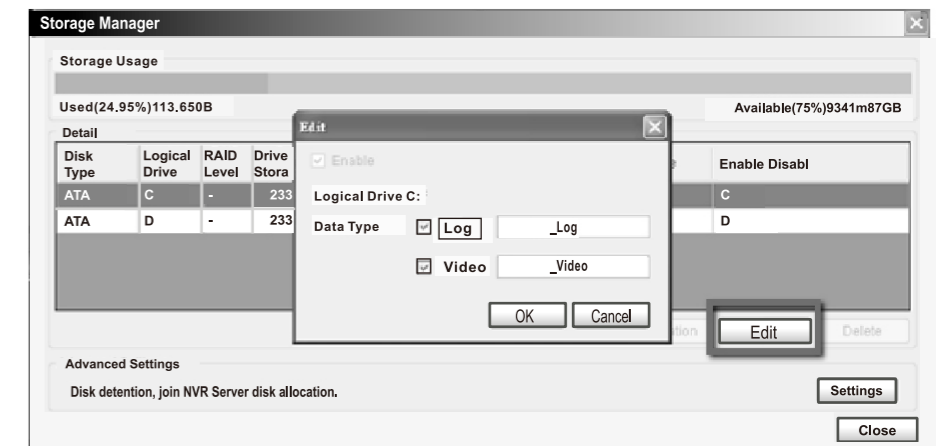 Storage Manager
Storage Usage
Used(24.95%)113.650B
Available(75%)9341m87GB
Detail
Disk Type
Logical Drive
RAID Level
Drive Stora
Enable Disabl
ATA C - 233 C
ATA D - 233 D
Edit
Enable
Logical Drive C:
Data Type
Log
_Log
Video
_Video
OK
Cancel
Edit
Delete
Advanced Settings
Disk detention, join NVR Server disk allocation.
Settings
Close